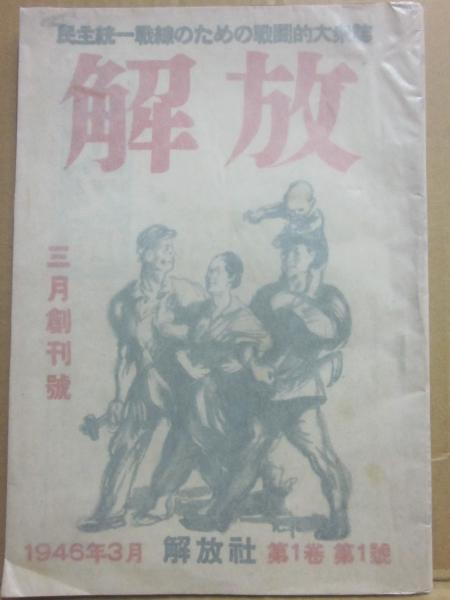 民主統一戰線のための戰鬪的大衆誌
解放
三月創刊號
1946年3月 解放社 第1卷 第1號